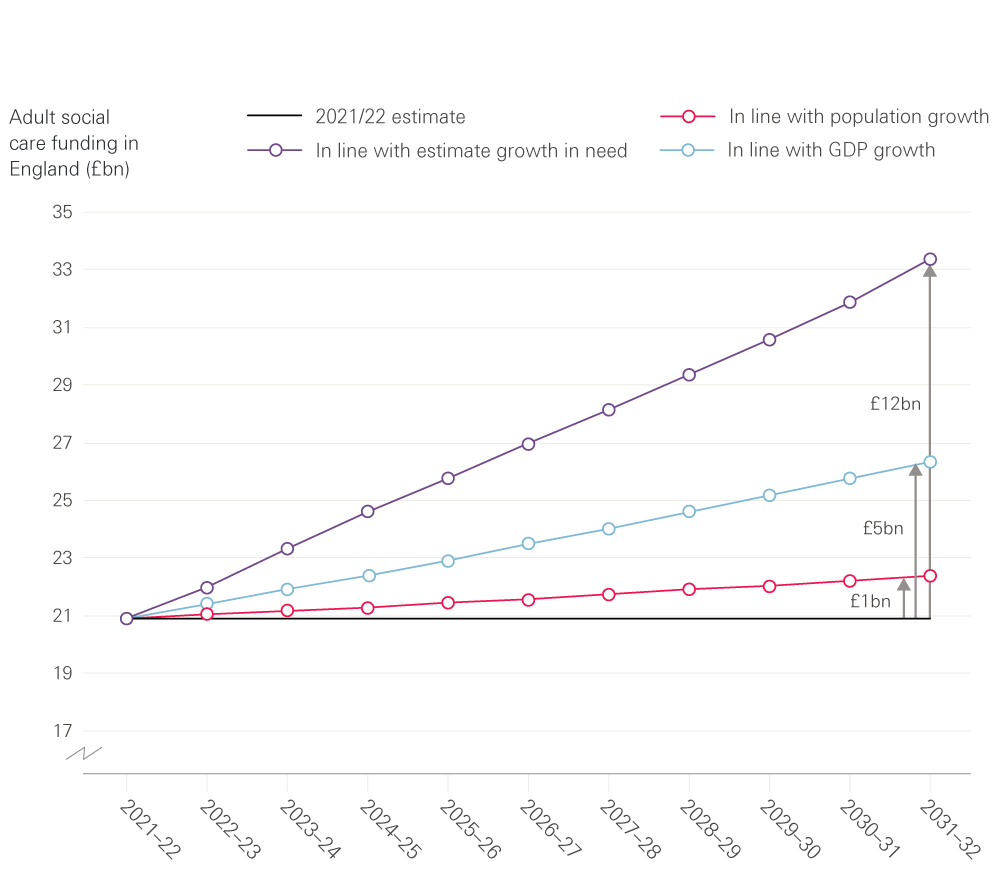 Adult social
care funding in
England (£bn)
2021/22 estimate
In line with population growth
In line with estimate growth in need
In line with GDP growth
35
33
31
29
27
25
23
21
19
17
£12bn
£5bn
£1bn
2021–22
2022–23
2023–24
2024–25
2025–26
2026–27
2027–28
2028–29
2029–30
2030–31
2031–32